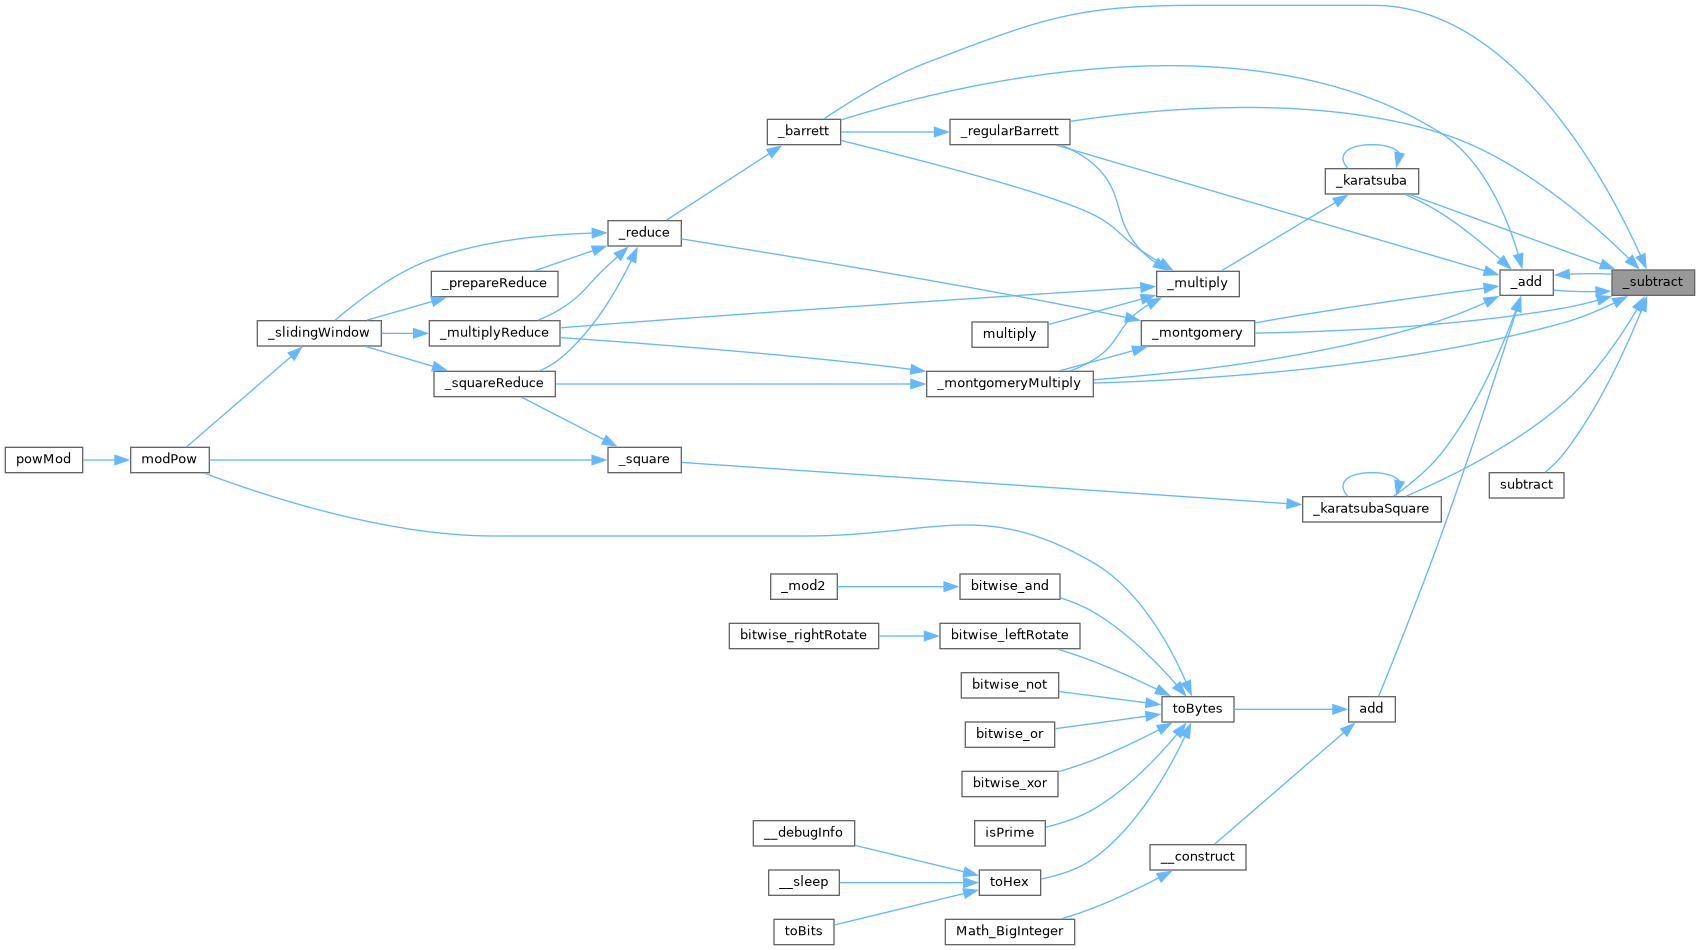 _barrett
_regularBarrett
_karatsuba
_reduce
_prepareReduce
_multiply
_add
_subtract
_slidingWindow
_multiplyReduce
multiply
_montgomery
_squareReduce
_montgomeryMultiply
powMod
modPow
_square
subtract
_karatsubaSquare
_mod2
bitwise_and
bitwise_rightRotate
bitwise_leftRotate
bitwise_not
toBytes
add
bitwise_or
bitwise_xor
__debugInfo
isPrime
__construct
__sleep
toHex
toBits
Math_BigInteger